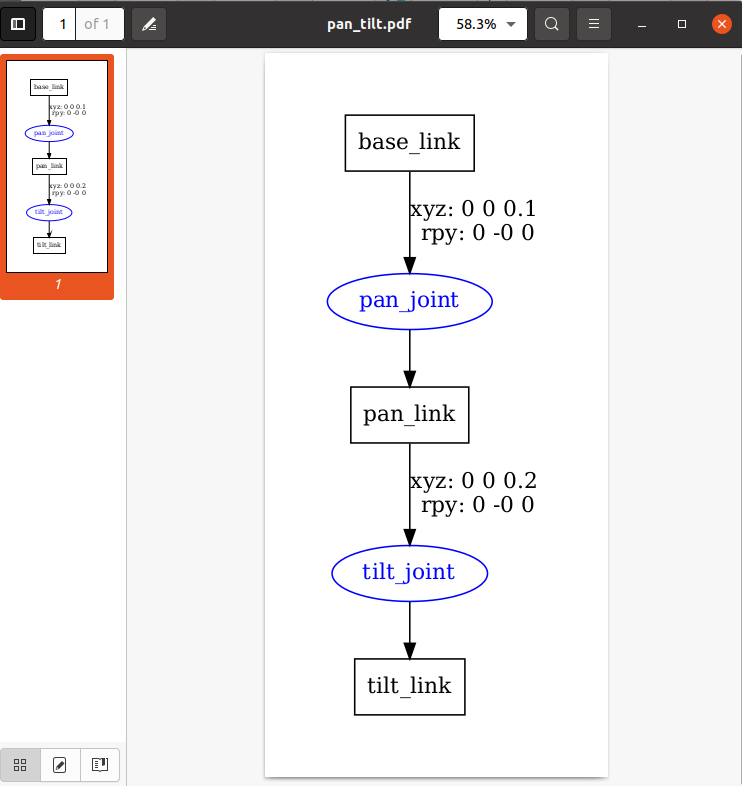 1 of 1
pan_tilt.pdf
58.3%
base_link
xyz: 0 0 0.1
rpy: 0 -0 0
pan_joint
pan_link
xyz: 0 0 0.2
rpy: 0 -0 0
tilt_joint
tilt_link
1
base_link
xyz: 0 0 0.1
rpy: 0 -0 0
pan_joint
pan_link
xyz: 0 0 0.2
rpy: 0 -0 0
tilt_joint
tilt_link